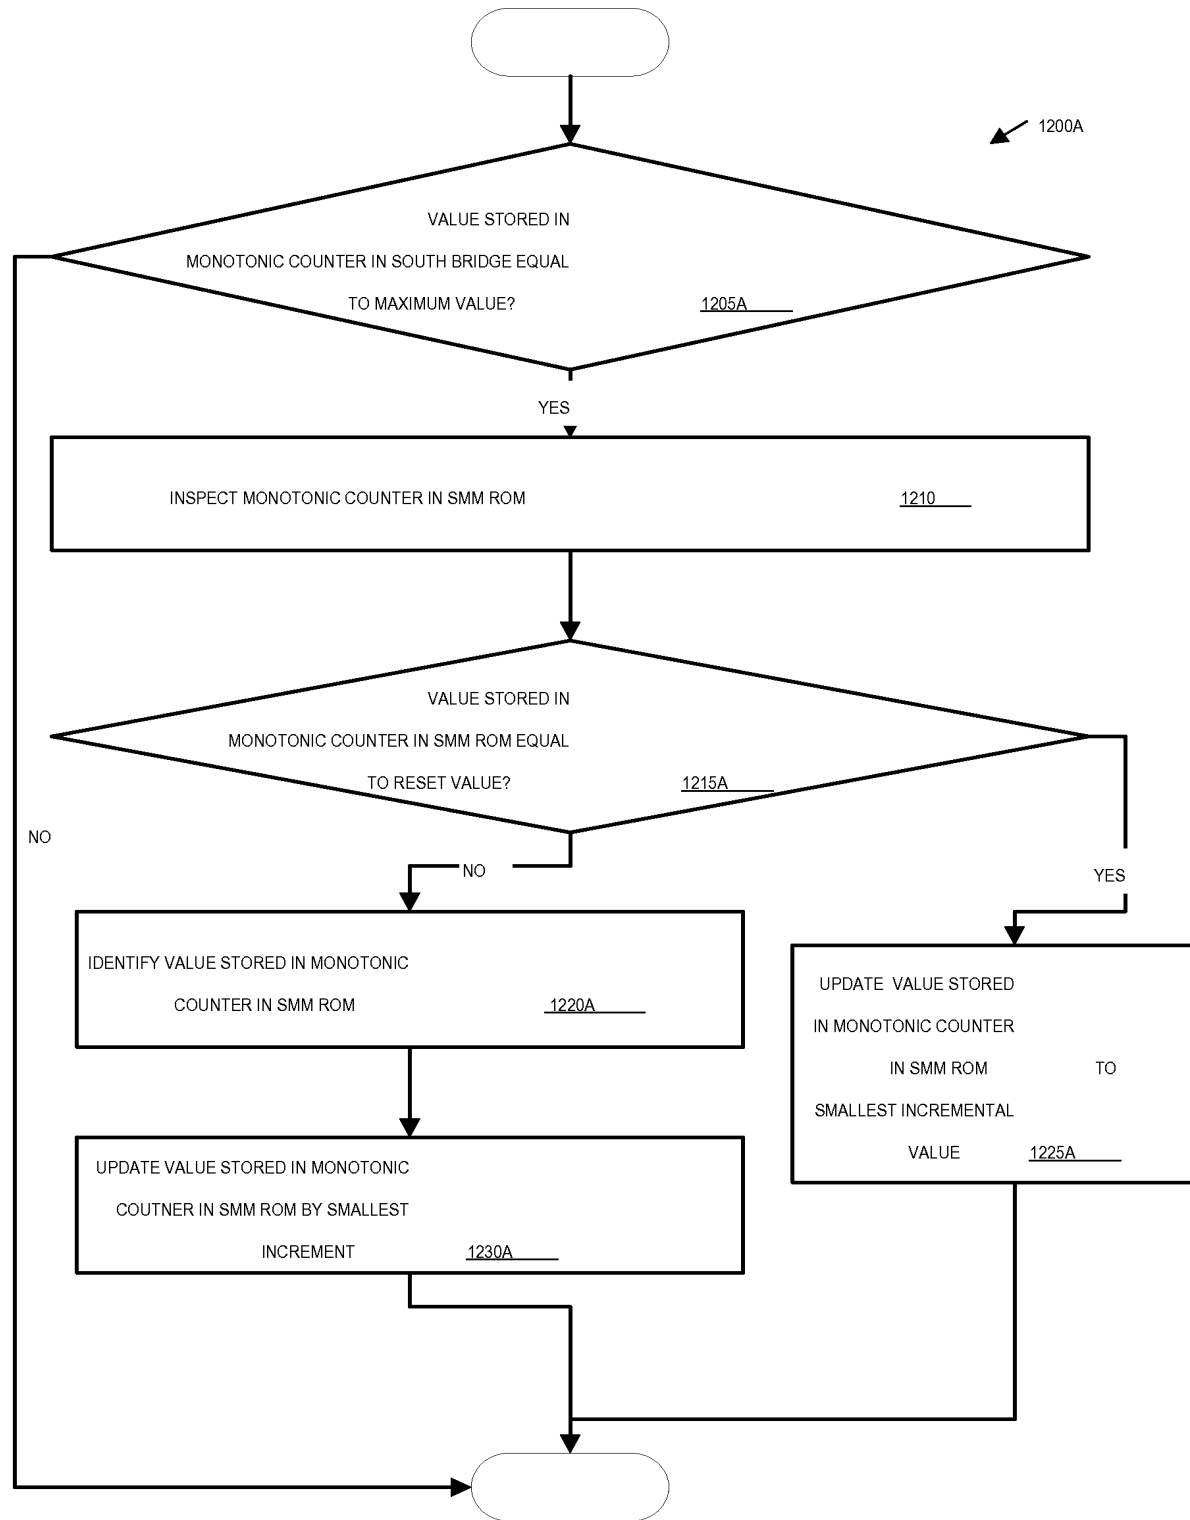 1200A
VALUE STORED IN
MONOTONIC COUNTER IN SOUTH BRIDGE EQUAL
TO MAXIMUM VALUE? 1205A
YES
INSPECT MONOTONIC COUNTER IN SMM ROM 1210
VALUE STORED IN
MONOTONIC COUNTER IN SMM ROM EQUAL
TO RESET VALUE? 1215A
NO
NO
YES
IDENTIFY VALUE STORED IN MONOTONIC
COUNTER IN SMM ROM 1220A
UPDATE VALUE STORED
IN MONOTONIC COUNTER
IN SMM ROM TO
SMALLEST INCREMENTAL
VALUE 1225A
UPDATE VALUE STORED IN MONOTONIC
COUTNER IN SMM ROM BY SMALLEST
INCREMENT 1230A